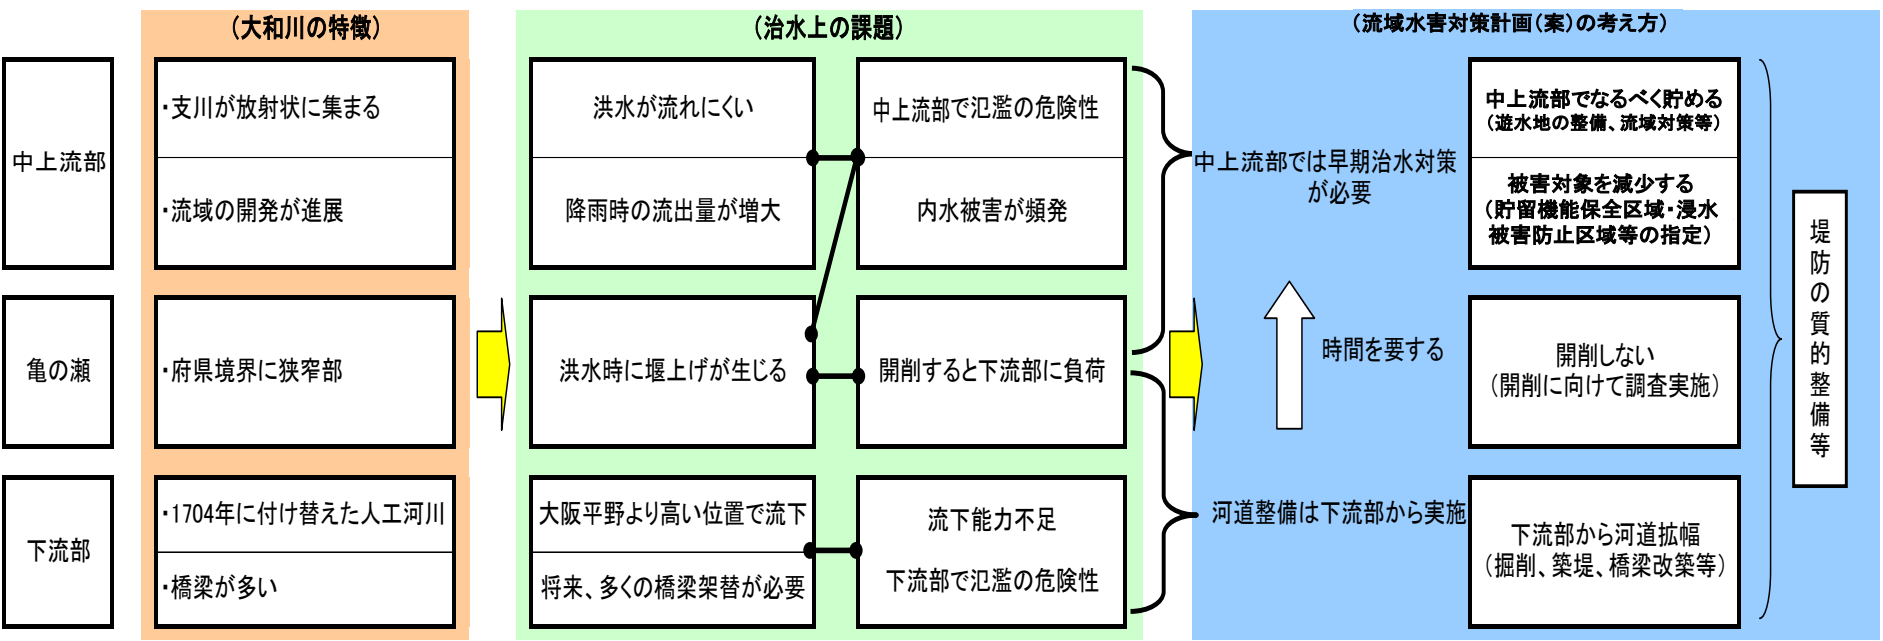 （大和川の特徴）
（治水上の課題）
（流域水害対策計画（案）の考え方）
中上流部
・支川が放射状に集まる
・流域の開発が進展
洪水が流れにくい
降雨時の流出量が増大
中上流部で氾濫の危険性
内水被害が頻発
中上流部では早期治水対策
が必要
中上流部でなるべく貯める
（遊水地の整備、流域対策等）
被害対象を減少する
（貯留機能保全区域・浸水
被害防止区域等の指定）
亀の瀬
・府県境界に狭窄部
洪水時に堰上げが生じる
開削すると下流部に負荷
時間を要する
開削しない
（開削に向けて調査実施）
下流部
・1704年に付け替えた人工河川
・橋梁が多い
大阪平野より高い位置で流下
将来、多くの橋梁架替が必要
流下能力不足
下流部で氾濫の危険性
河道整備は下流部から実施
下流部から河道拡幅
（掘削、築堤、橋梁改築等）
堤防の質的整備等